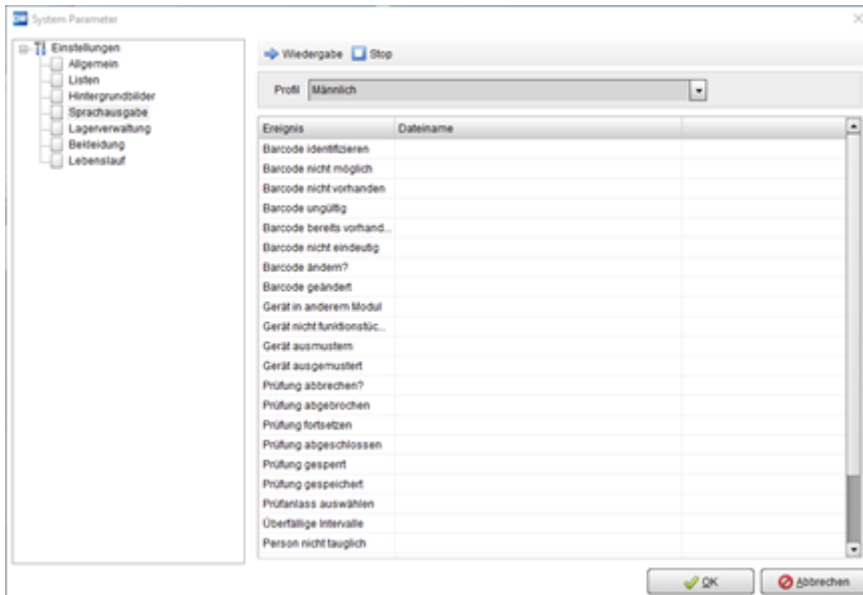 System Parameter
Einstellungen
Allgemein
Listen
Hintergrundbilder
Sprachausgabe
Lagerverwaltung
Bekleidung
Lebenslauf
Wiedergabe Stop
Profil Männlich
Ereignis Dateiname
Barcode identifizieren
Barcode nicht möglich
Barcode nicht vorhanden
Barcode ungültig
Barcode bereits vorhand...
Barcode nicht eindeutig
Barcode ändern?
Barcode geändert
Gerät in anderem Modul
Gerät nicht funktionstüc...
Gerät ausmustern
Gerät ausgemustert
Prüfung abbrechen?
Prüfung abgebrochen
Prüfung fortsetzen
Prüfung abgeschlossen
Prüfung gesperrt
Prüfung gespeichert
Prüfanlass auswählen
Überfällige Intervalle
Person nicht tauglich
OK Abbrechen